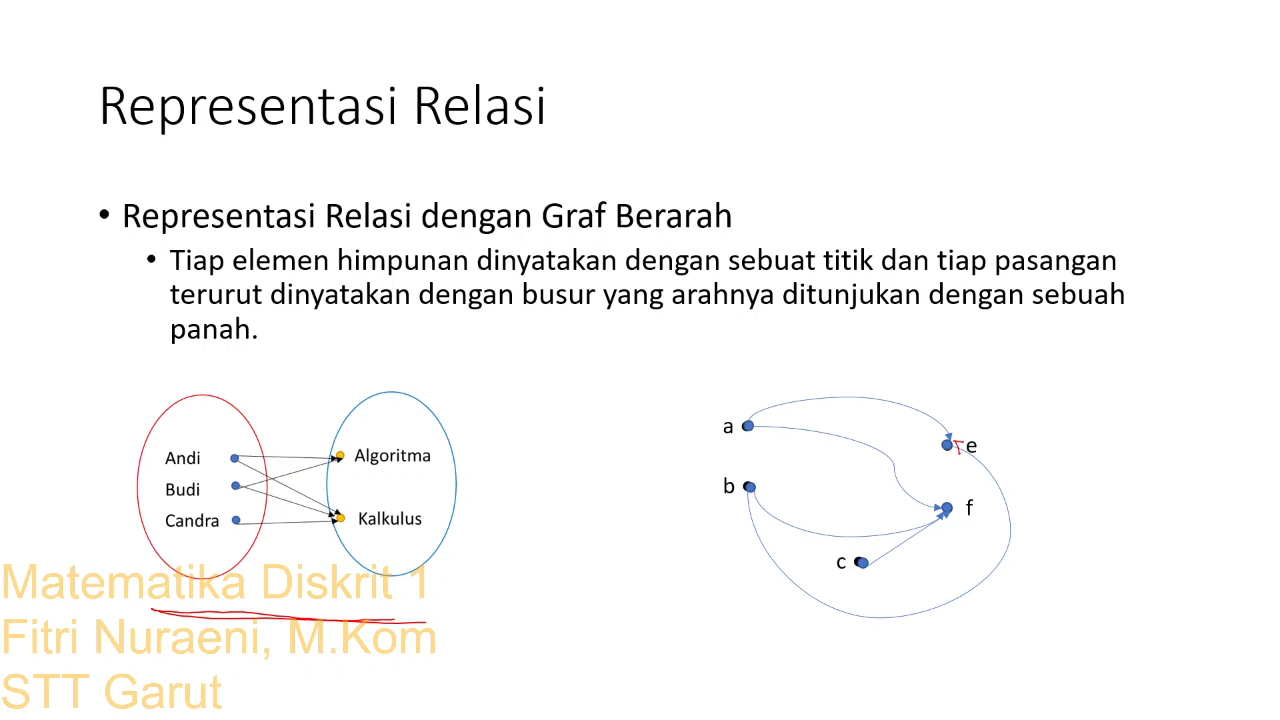 Representasi Relasi
• Representasi Relasi dengan Graf Berarah
• Tiap elemen himpunan dinyatakan dengan sebuat titik dan tiap pasangan
terurut dinyatakan dengan busur yang arahnya ditunjukan dengan sebuah
panah.
Andi
Budi
Candra
Algoritma
Kalkulus
a
b
c
e
f
Matematika Diskrit 1
Fitri Nuraeni, M.Kom
STT Garut